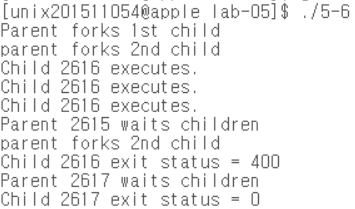 [unix201511054@apple lab-05]$ ./5-6
Parent forks 1st child
parent forks 2nd child
Child 2616 executes.
Child 2616 executes.
Child 2616 executes.
Parent 2615 waits children
parent forks 2nd child
Child 2616 exit status = 400
Parent 2617 waits children
Child 2617 exit status = 0